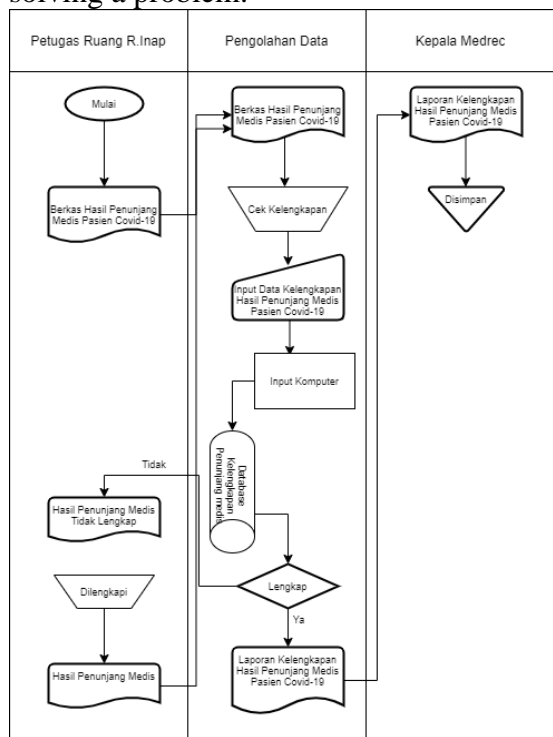 solving a problem.
Petugas Ruang R.Inap
Pengolahan Data
Kepala Medrec
Mulai
Berkas Hasil Penunjang
Medis Pasien Covid-19
Berkas Hasil Penunjang
Medis Pasien Covid-19
Cek Kelengkapan
Input Data Kelengkapan
Hasil Penunjang Medis
Pasien Covid-19
Input Komputer
Database
Kelengkapan
Penunjang medis
Tidak
Hasil Penunjang Medis
Tidak Lengkap
Dilengkapi
Hasil Penunjang Medis
Lengkap
Ya
Laporan Kelengkapan
Hasil Penunjang Medis
Pasien Covid-19
Laporan Kelengkapan
Hasil Penunjang Medis
Pasien Covid-19
Disimpan